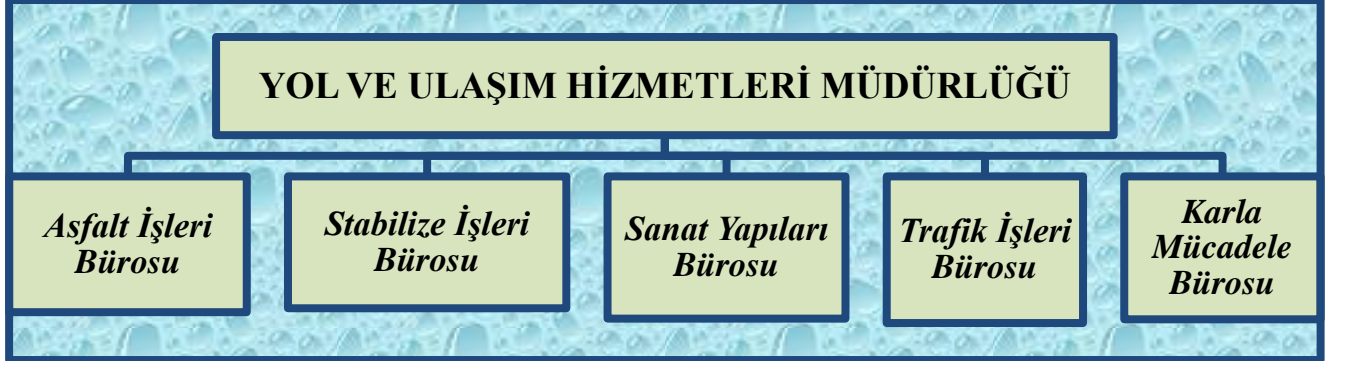 YOL VE ULAŞIM HİZMETLERİ MÜDÜRLÜĞÜ
Asfalt İşleri
Bürosu
Stabilize İşleri
Bürosu
Sanat Yapıları
Bürosu
Trafik İşleri
Bürosu
Karla
Mücadele
Bürosu